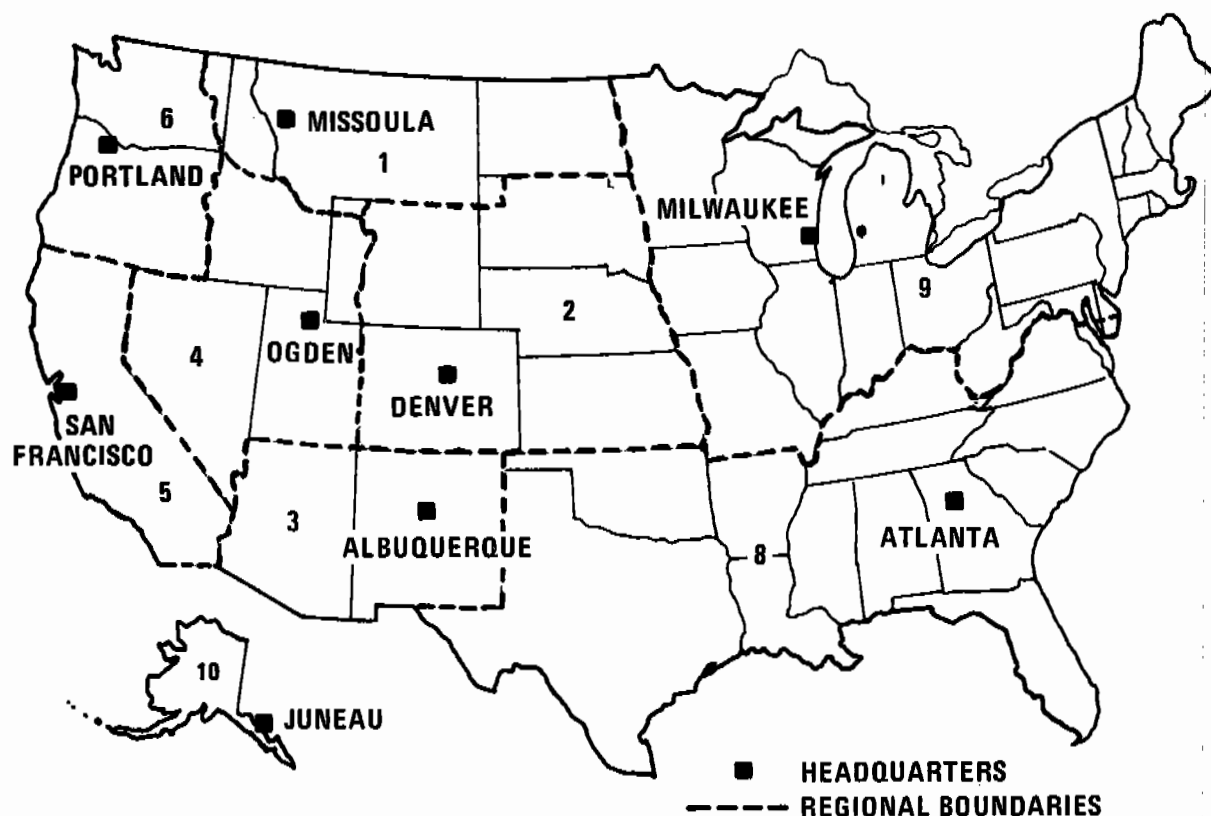 6
PORTLAND
MISSOULA
1
MILWAUKEE
9
2
4
OGDEN
DENVER
SAN
FRANCISCO
5
3
ALBUQUERQUE
8
ATLANTA
10
JUNEAU
HEADQUARTERS
REGIONAL BOUNDARIES